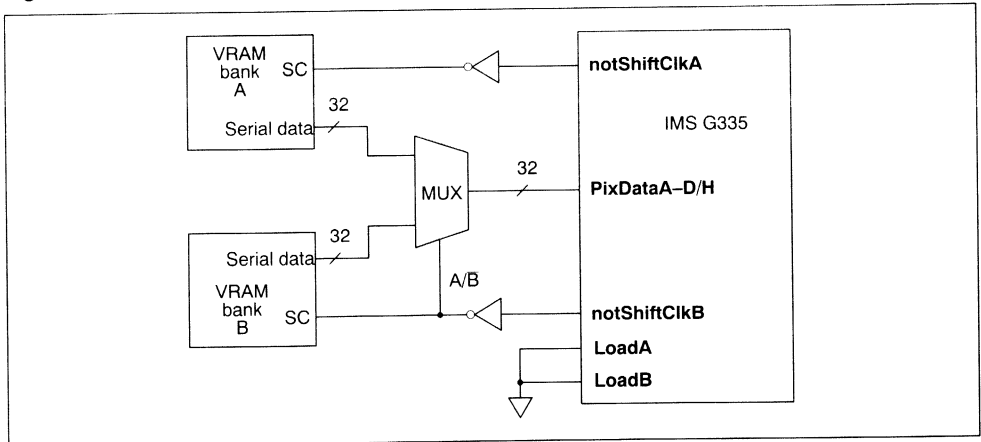 VRAM
bank
A
SC
Serial data
32
notShiftClkA
IMS G335
MUX
32
PixDataA–D/H
32
Serial data
VRAM
bank
B
SC
A/B̅
notShiftClkB
LoadA
LoadB